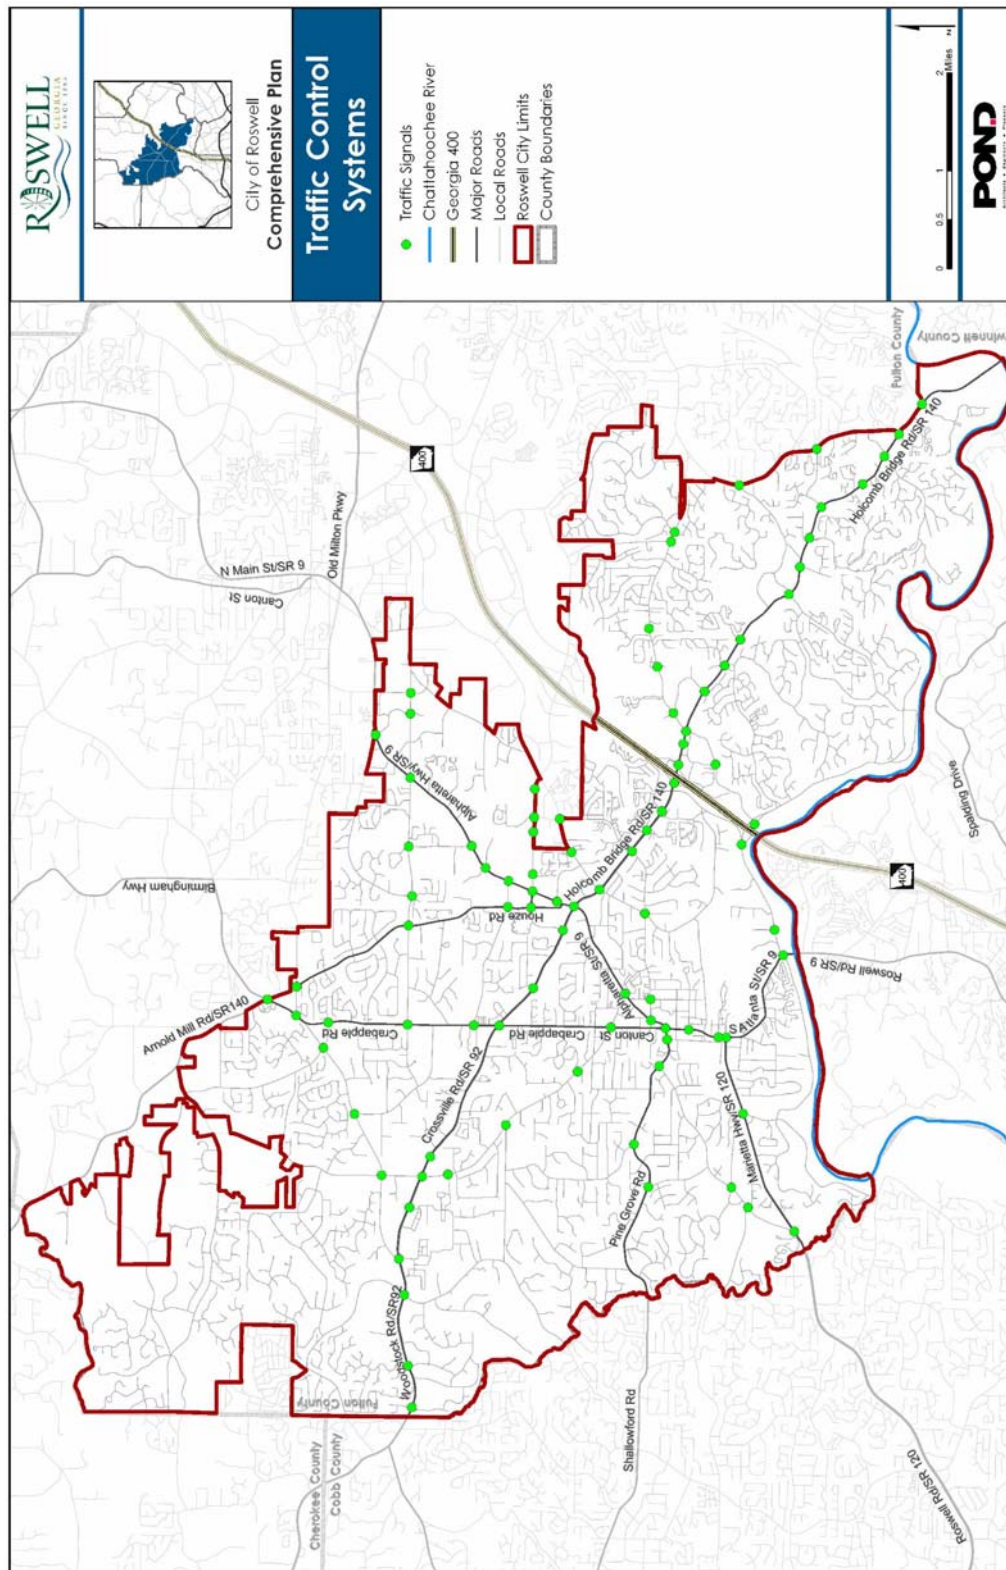 ROSWELL
GEORGIA
City of Roswell
Comprehensive Plan
Traffic Control
Systems
Traffic Signals
Chattahoochee River
Georgia 400
Major Roads
Local Roads
Roswell City Limits
County Boundaries
0 0.5 1 2
Miles
N
POND
400
N Main St/SR 9
Canton St
Old Milton Pkwy
Birmingham Hwy
Arnold Mill Rd/SR140
Alpharetta Hwy/SR 9
Houze Rd
Holcomb Bridge Rd/SR 140
Holcomb Bridge Rd/SR 140
Fulton County
winnett County
Crabapple Rd
Crossville Rd/SR 92
Crabapple Rd
Alpharetta St/SR 9
Canton St
S Atlanta St/SR 9
Spalding Drive
400
Roswell Rd/SR 9
Marietta Hwy/SR 120
Pine Grove Rd
Woodstock Rd/SR92
Fulton County
Cherokee County
Cobb County
Shallowford Rd
Roswell Rd/SR 120